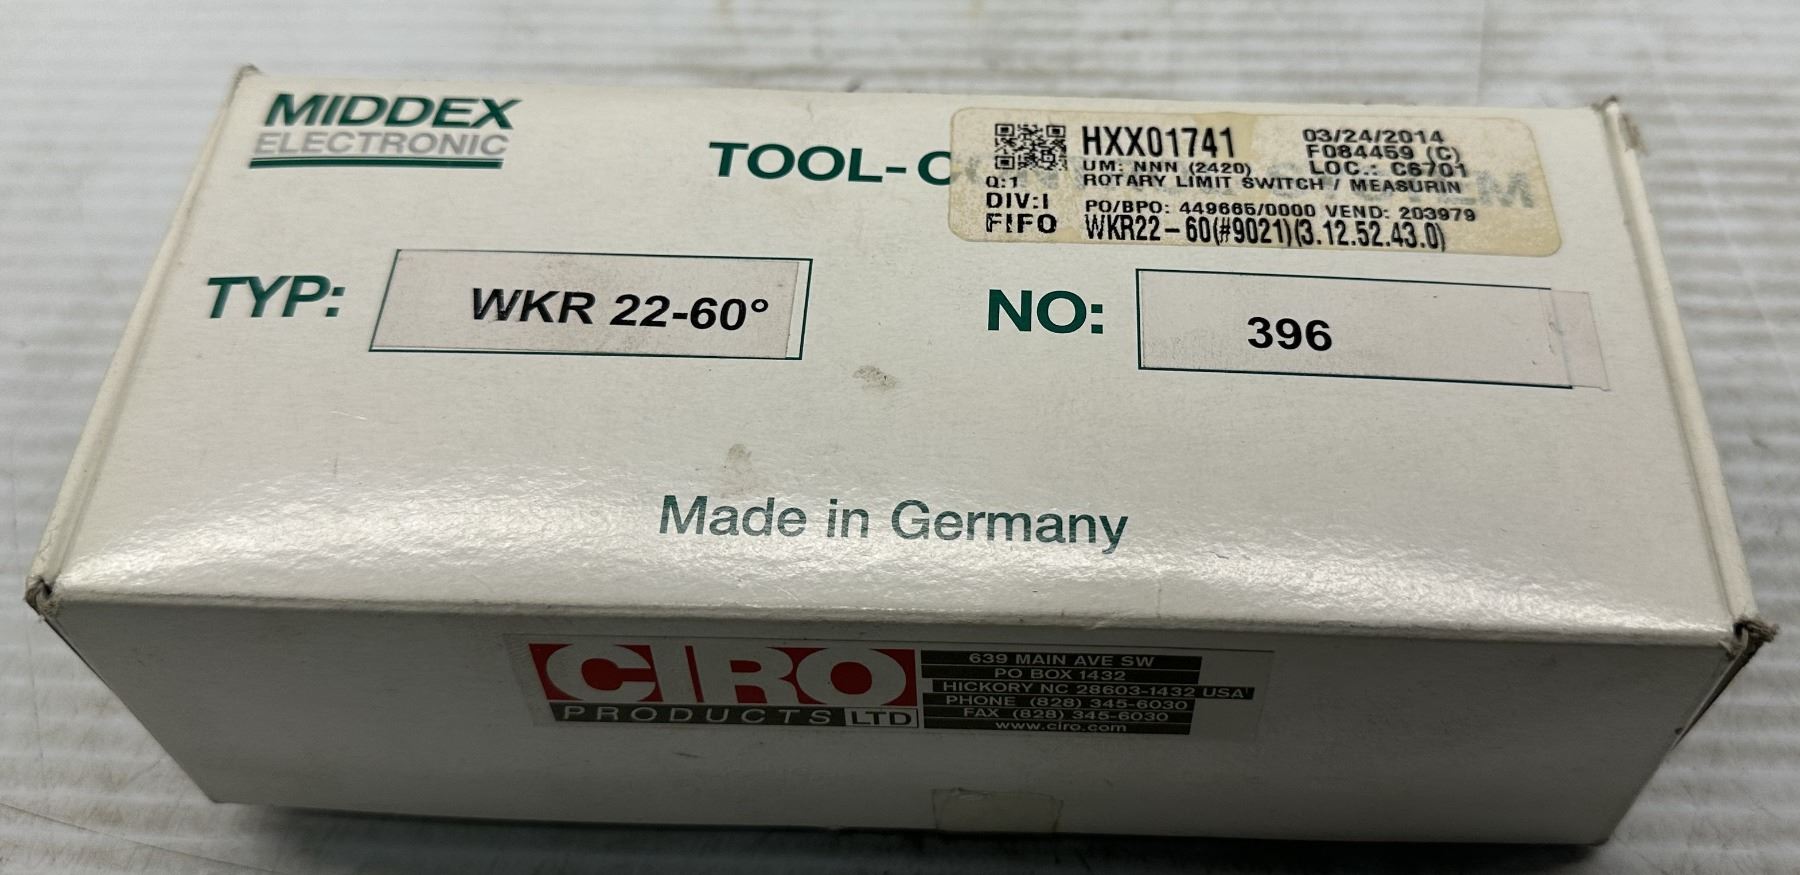 MIDDEX
ELECTRONIC
TOOL-C
HXX01741
03/24/2014
F084459 (C)
UM: NNN (2420)
LOC.: C6701
Q:1
ROTARY LIMIT SWITCH / MEASURIN
DIV:I
PO/BPO: 449665/0000 VEND: 203979
FIFO
WKR22-60(#9021)(3.12.52.43.0)
TYP:
WKR 22-60°
NO:
396
Made in Germany
CIRO
PRODUCTS LTD
639 MAIN AVE SW
PO BOX 1432
HICKORY NC 28603-1432 USA
PHONE (828) 345-6030
FAX (828) 345-6030
www.ciro.com